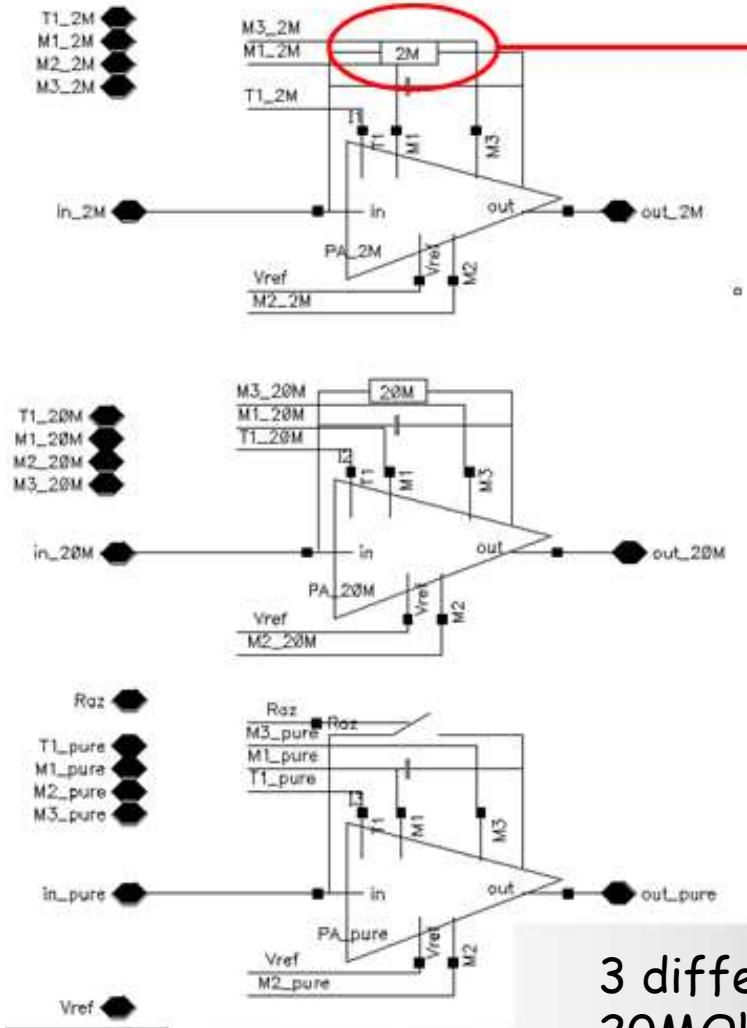 T1_2M
M1_2M
M2_2M
M3_2M
M3_2M
M1_2M
2M
T1_2M
T1
M1
M3
in_2M
in
out
out_2M
PA_2M
Vref
M2
Vref
M2_2M
M3_20M
20M
M1_20M
T1_20M
T1_20M
M1_20M
M2_20M
M3_20M
T1
M1
M3
in_20M
in
out
out_20M
PA_20M
Vref
M2
Vref
M2_20M
Raz
Raz
Raz
M3_pure
M1_pure
T1_pure
T1_pure
M1_pure
M2_pure
M3_pure
T1
M1
M3
in_pure
in
out
out_pure
PA_pure
Vref
M2
Vref
M2_pure
Vref
3 diffe